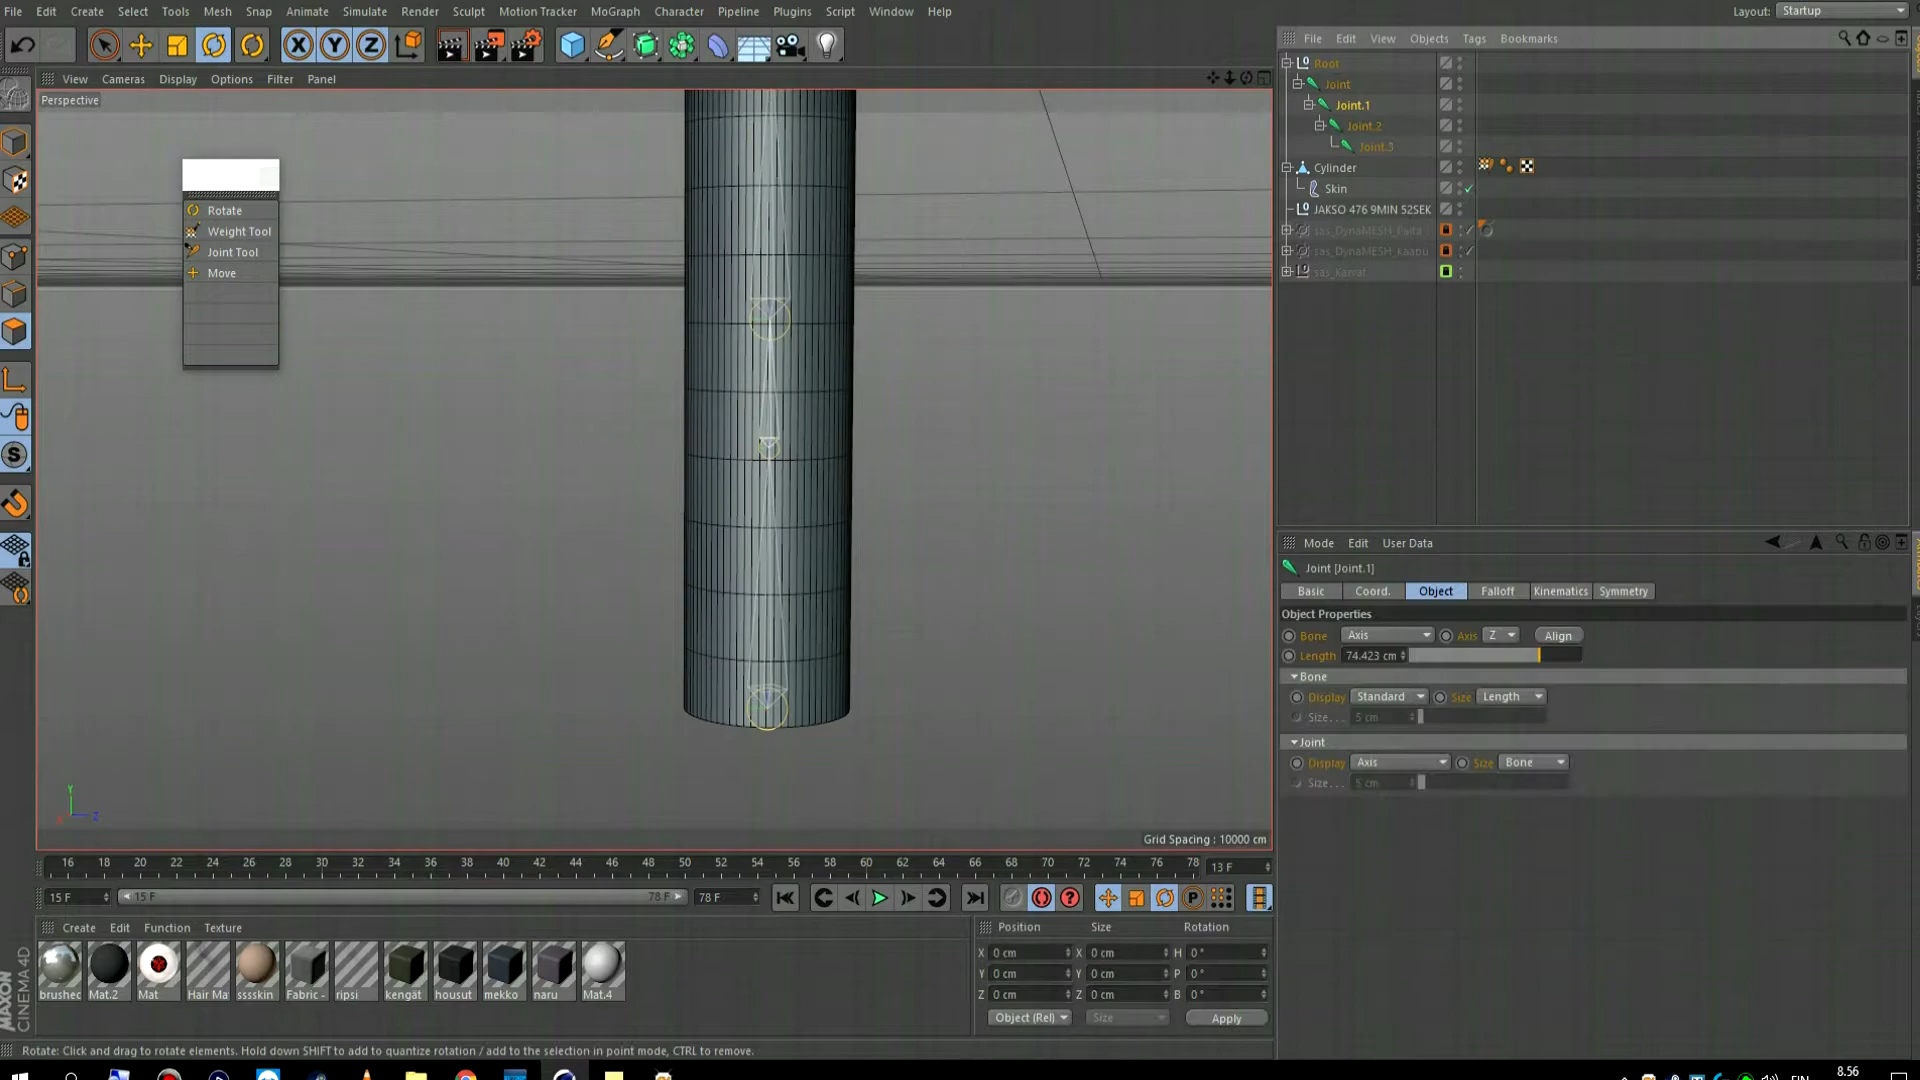 File Edit Create Select Tools Mesh Snap Animate Simulate Render Sculpt Motion Tracker MoGraph Character Pipeline Plugins Script Window Help Layout: Startup
X Y Z
File Edit View Objects Tags Bookmarks
View Cameras Display Options Filter Panel
Perspective
Root
Joint
Joint.1
Joint.2
Joint.3
Cylinder
Skin
JAKSO 476 9MIN 52SEK
sas_DynaMESH_Paita
sas_DynaMESH_kaapu
sas_Karvat
Rotate
Weight Tool
Joint Tool
Move
Mode Edit User Data
Joint [Joint.1]
Basic Coord. Object Falloff Kinematics Symmetry
Object Properties
Bone Axis Axis Z Align
Length 74.423 cm
Bone
Display Standard Size Length
Size... 5 cm
Joint
Display Axis Size Bone
Size... 5 cm
Y
X Z
Grid Spacing : 10000 cm
16 18 20 22 24 26 28 30 32 34 36 38 40 42 44 46 48 50 52 54 56 58 60 62 64 66 68 70 72 74 76 78 13 F
15 F 15 F 78 F 78 F
Create Edit Function Texture
brushec Mat.2 Mat Hair Ma sssskin Fabric - ripsi kengät housut mekko naru Mat.4
Position Size Rotation
X 0 cm X 0 cm H 0 °
Y 0 cm Y 0 cm P 0 °
Z 0 cm Z 0 cm B 0 °
Object (Rel) Size Apply
MAXON CINEMA 4D
Rotate: Click and drag to rotate elements. Hold down SHIFT to add to quantize rotation / add to the selection in point mode, CTRL to remove.
FIN 8.56